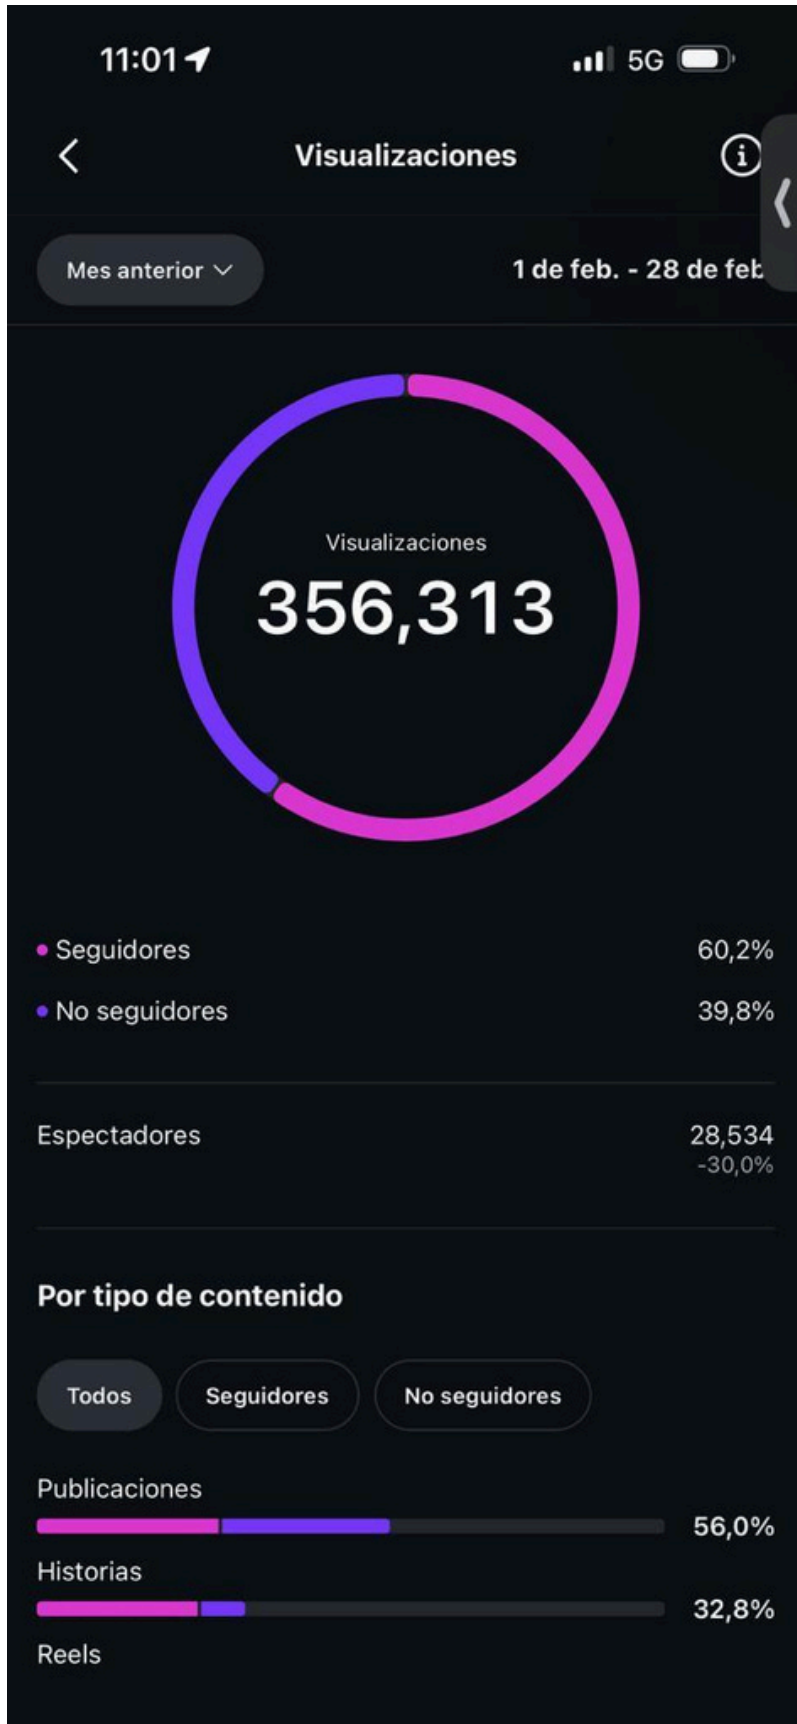 11:01
5G
Visualizaciones
Mes anterior
1 de feb. - 28 de feb
Visualizaciones
356,313
Seguidores 60,2%
No seguidores 39,8%
Espectadores 28,534
-30,0%
Por tipo de contenido
Todos Seguidores No seguidores
Publicaciones
56,0%
Historias
32,8%
Reels